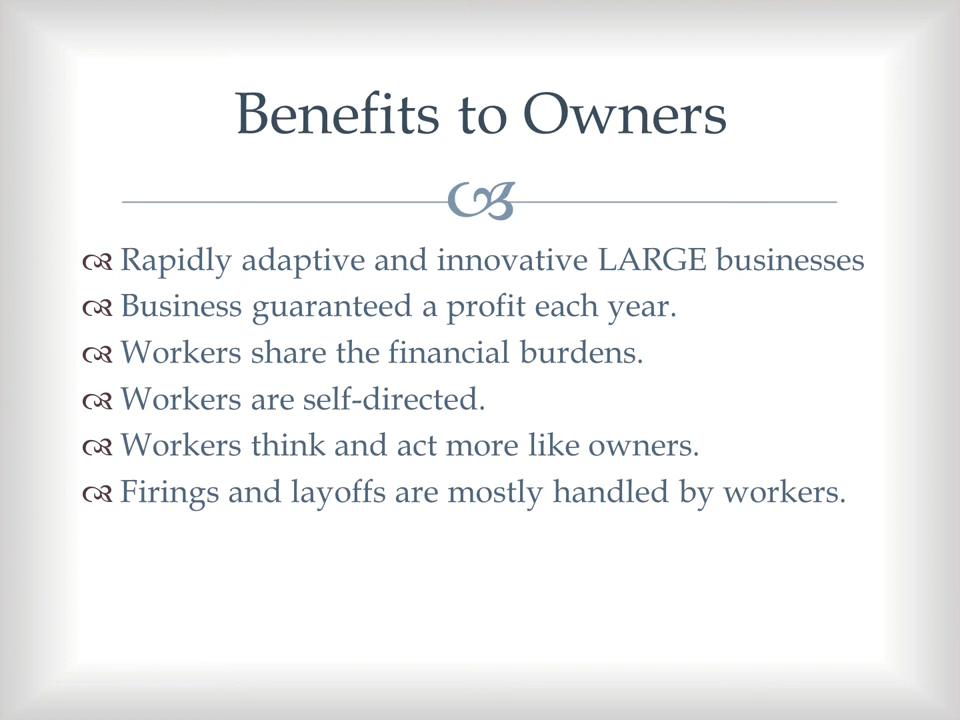 Benefits to Owners
Rapidly adaptive and innovative LARGE businesses
Business guaranteed a profit each year.
Workers share the financial burdens.
Workers are self-directed.
Workers think and act more like owners.
Firings and layoffs are mostly handled by workers.